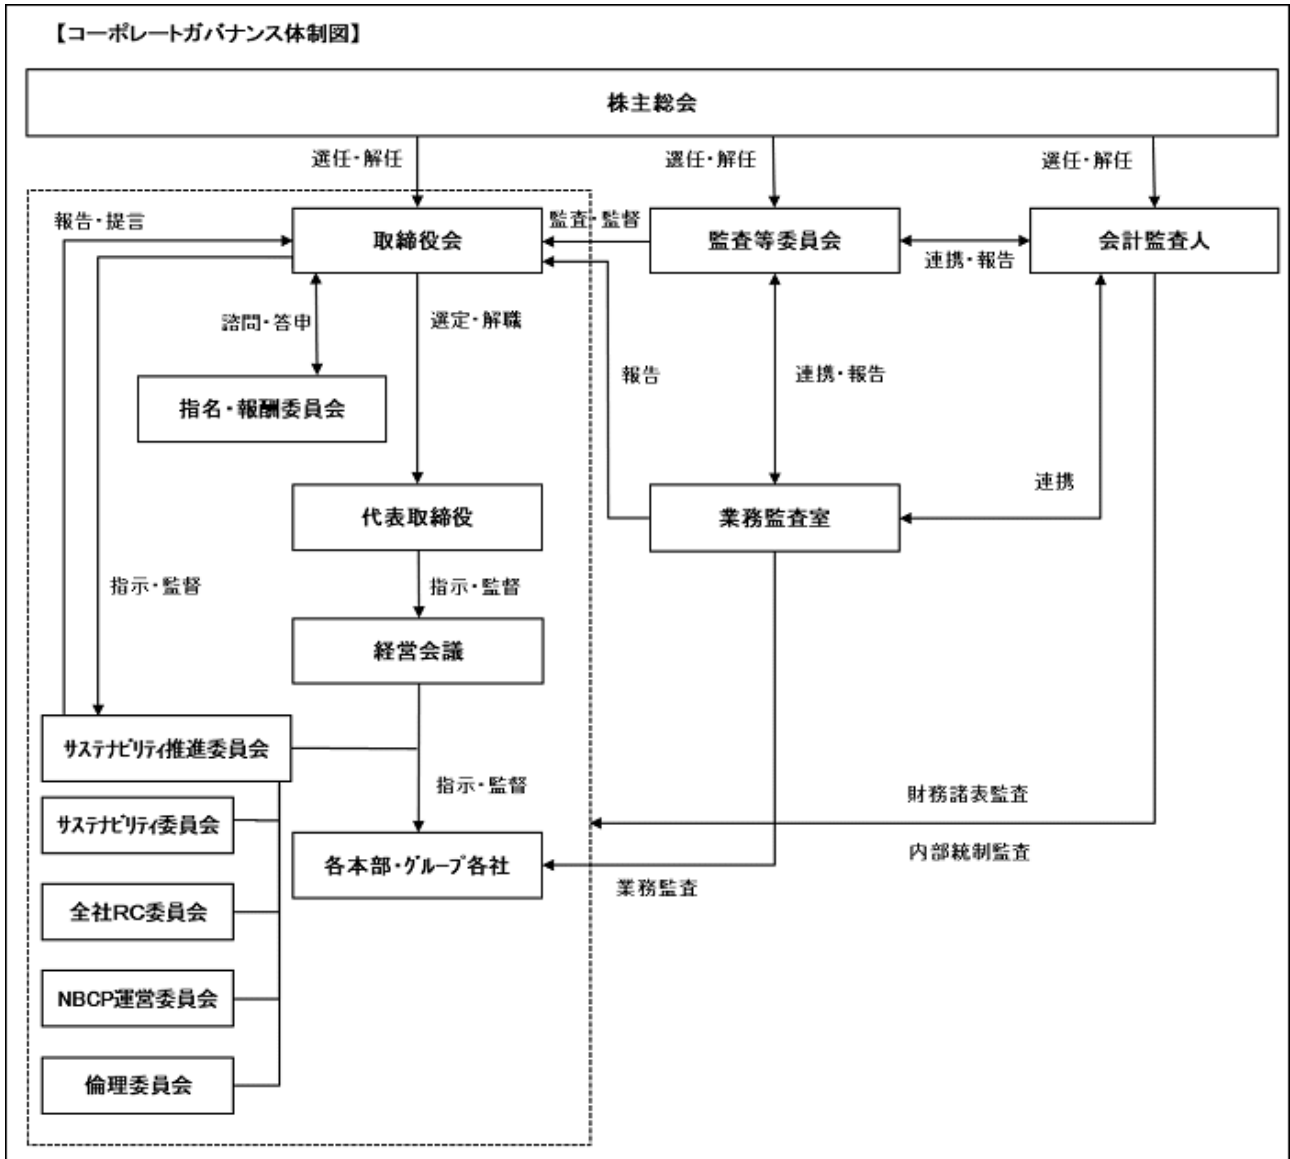 【コーポレートガバナンス体制図】
株主総会
選任・解任
選任・解任
選任・解任
報告・提言
取締役会
監査・監督
監査等委員会
連携・報告
会計監査人
諮問・答申
選定・解職
指名・報酬委員会
報告
連携・報告
代表取締役
業務監査室
連携
指示・監督
指示・監督
経営会議
ｻｽﾃﾅﾋﾞﾘﾃｨ推進委員会
指示・監督
財務諸表監査
ｻｽﾃﾅﾋﾞﾘﾃｨ委員会
内部統制監査
各本部・ｸﾞﾙｰﾌﾟ各社
業務監査
全社RC委員会
NBCP運営委員会
倫理委員会